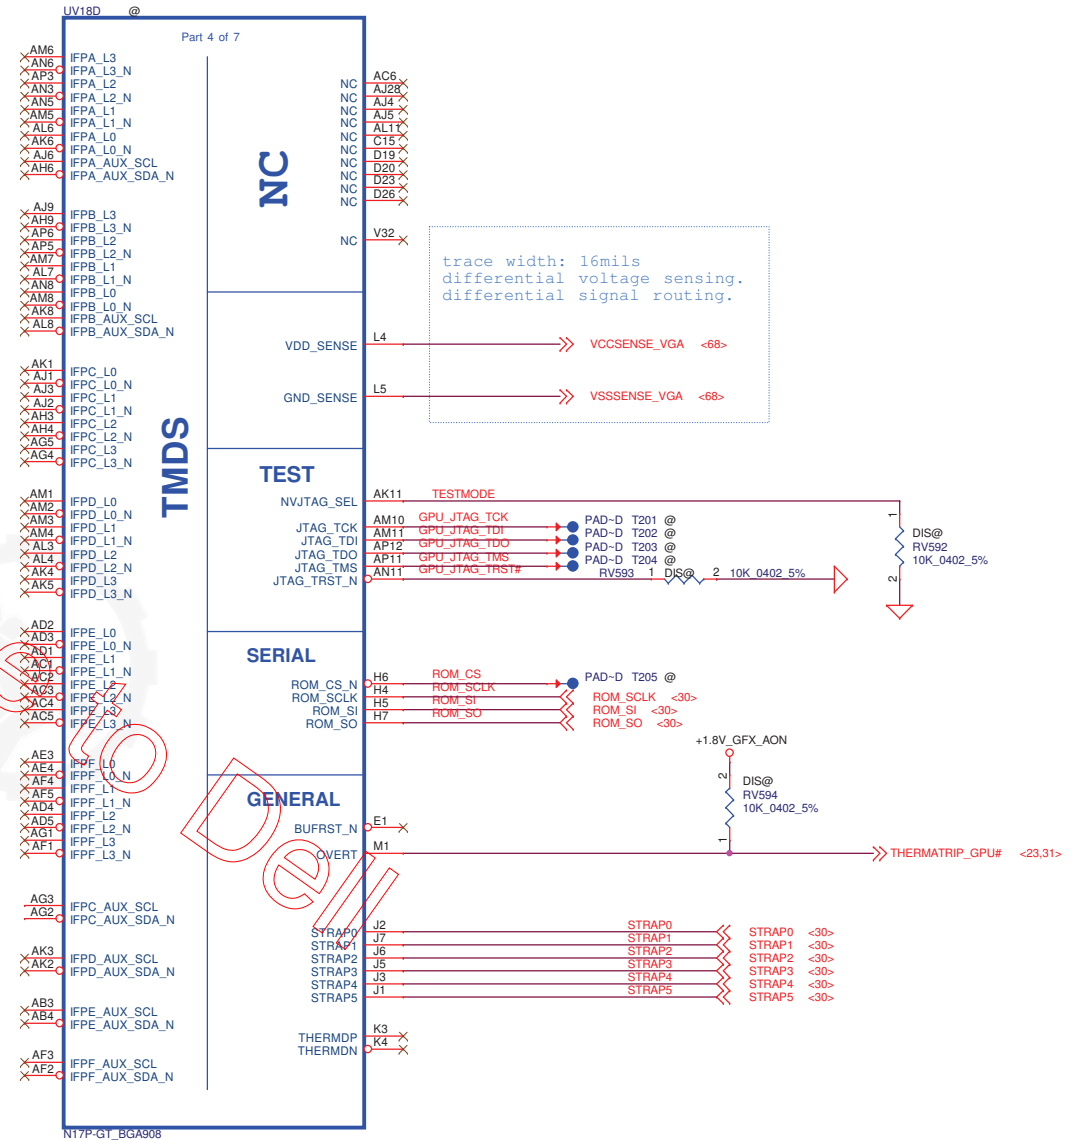 UV18D @
Part 4 of 7
AM6 IFPA_L3
AN6 IFPA_L3_N
AP3 IFPA_L2
AN3 IFPA_L2_N
AN5 IFPA_L1
AM5 IFPA_L1_N
AL6 IFPA_L0
AK6 IFPA_L0_N
AJ6 IFPA_AUX_SCL
AH6 IFPA_AUX_SDA_N
AJ9 IFPB_L3
AH9 IFPB_L3_N
AP6 IFPB_L2
AP5 IFPB_L2_N
AM7 IFPB_L1
AL7 IFPB_L1_N
AN8 IFPB_L0
AM8 IFPB_L0_N
AK8 IFPB_AUX_SCL
AL8 IFPB_AUX_SDA_N
AK1 IFPC_L0
AJ1 IFPC_L0_N
AJ3 IFPC_L1
AJ2 IFPC_L1_N
AH3 IFPC_L2
AH4 IFPC_L2_N
AG5 IFPC_L3
AG4 IFPC_L3_N
AM1 IFPD_L0
AM2 IFPD_L0_N
AM3 IFPD_L1
AM4 IFPD_L1_N
AL3 IFPD_L2
AL4 IFPD_L2_N
AK4 IFPD_L3
AK5 IFPD_L3_N
AD2 IFPE_L0
AD3 IFPE_L0_N
AD1 IFPE_L1
AC1 IFPE_L1_N
AC2 IFPE_L2
AC3 IFPE_L2_N
AC4 IFPE_L3
AC5 IFPE_L3_N
AE3 IFPF_L0
AE4 IFPF_L0_N
AF4 IFPF_L1
AF5 IFPF_L1_N
AD4 IFPF_L2
AD5 IFPF_L2_N
AG1 IFPF_L3
AF1 IFPF_L3_N
AG3 IFPC_AUX_SCL
AG2 IFPC_AUX_SDA_N
AK3 IFPD_AUX_SCL
AK2 IFPD_AUX_SDA_N
AB3 IFPE_AUX_SCL
AB4 IFPE_AUX_SDA_N
AF3 IFPF_AUX_SCL
AF2 IFPF_AUX_SDA_N
TMDS
NC
NC AC6
NC AJ28
NC AJ4
NC AJ5
NC AL11
NC C15
NC D19
NC D20
NC D23
NC D26
NC V32
trace width: 16mils
differential voltage sensing.
differential signal routing.
VDD_SENSE L4 VCCSENSE_VGA <68>
GND_SENSE L5 VSSSENSE_VGA <68>
TEST
NVJTAG_SEL AK11 TESTMODE
JTAG_TCK AM10 GPU_JTAG_TCK PAD~D T201 @
JTAG_TDI AM11 GPU_JTAG_TDI PAD~D T202 @
JTAG_TDO AP12 GPU_JTAG_TDO PAD~D T203 @
JTAG_TMS AP11 GPU_JTAG_TMS PAD~D T204 @
JTAG_TRST_N AN11 GPU_JTAG_TRST# RV593 1 DIS@ 2 10K_0402_5%
1
DIS@
RV592
10K_0402_5%
2
SERIAL
ROM_CS_N H6 ROM_CS PAD~D T205 @
ROM_SCLK H4 ROM_SCLK ROM_SCLK <30>
ROM_SI H5 ROM_SI ROM_SI <30>
ROM_SO H7 ROM_SO ROM_SO <30>
+1.8V_GFX_AON
2
DIS@
RV594
10K_0402_5%
1
GENERAL
BUFRST_N E1
OVERT M1 THERMATRIP_GPU# <23,31>
STRAP0 J2 STRAP0 STRAP0 <30>
STRAP1 J7 STRAP1 STRAP1 <30>
STRAP2 J6 STRAP2 STRAP2 <30>
STRAP3 J5 STRAP3 STRAP3 <30>
STRAP4 J3 STRAP4 STRAP4 <30>
STRAP5 J1 STRAP5 STRAP5 <30>
THERMDP K3
THERMDN K4
N17P-GT_BGA908
Dell